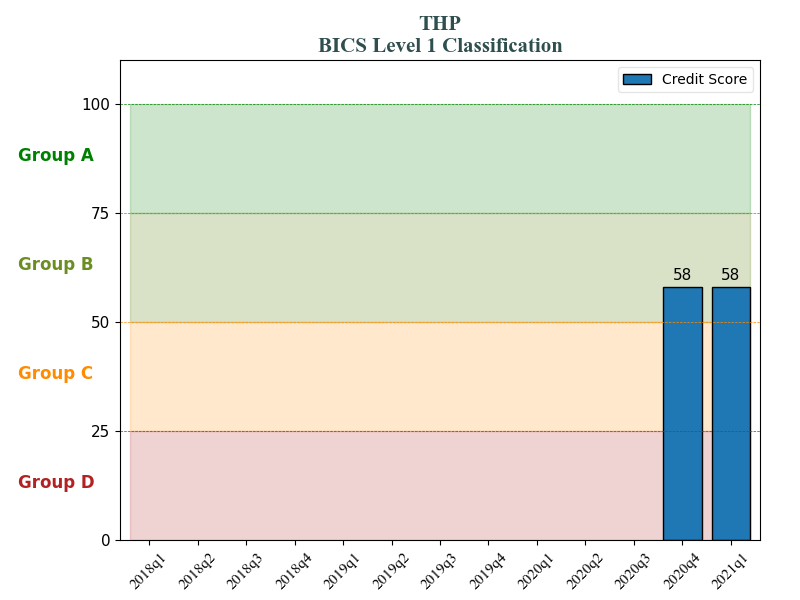 THP
BICS Level 1 Classification
Credit Score
100
Group A
75
Group B
58 58
50
Group C
25
Group D
0
2018q1 2018q2 2018q3 2018q4 2019q1 2019q2 2019q3 2019q4 2020q1 2020q2 2020q3 2020q4 2021q1